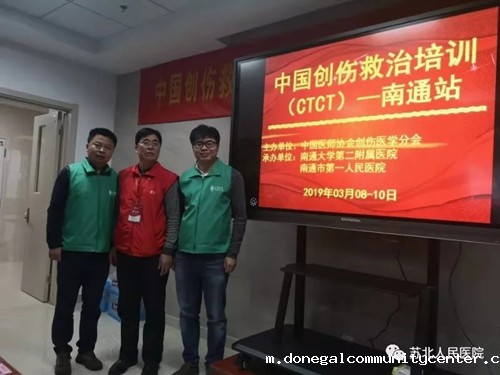 中国创伤救
中国创伤救治培训
（CTCT）—南通站
主办单位：中国医师协会创伤医学分会
承办单位：南通大学第二附属医院
南通市第一人民医院
2019年03月08-10日
苏北人民医院
m.donegalcommunitycenter.c